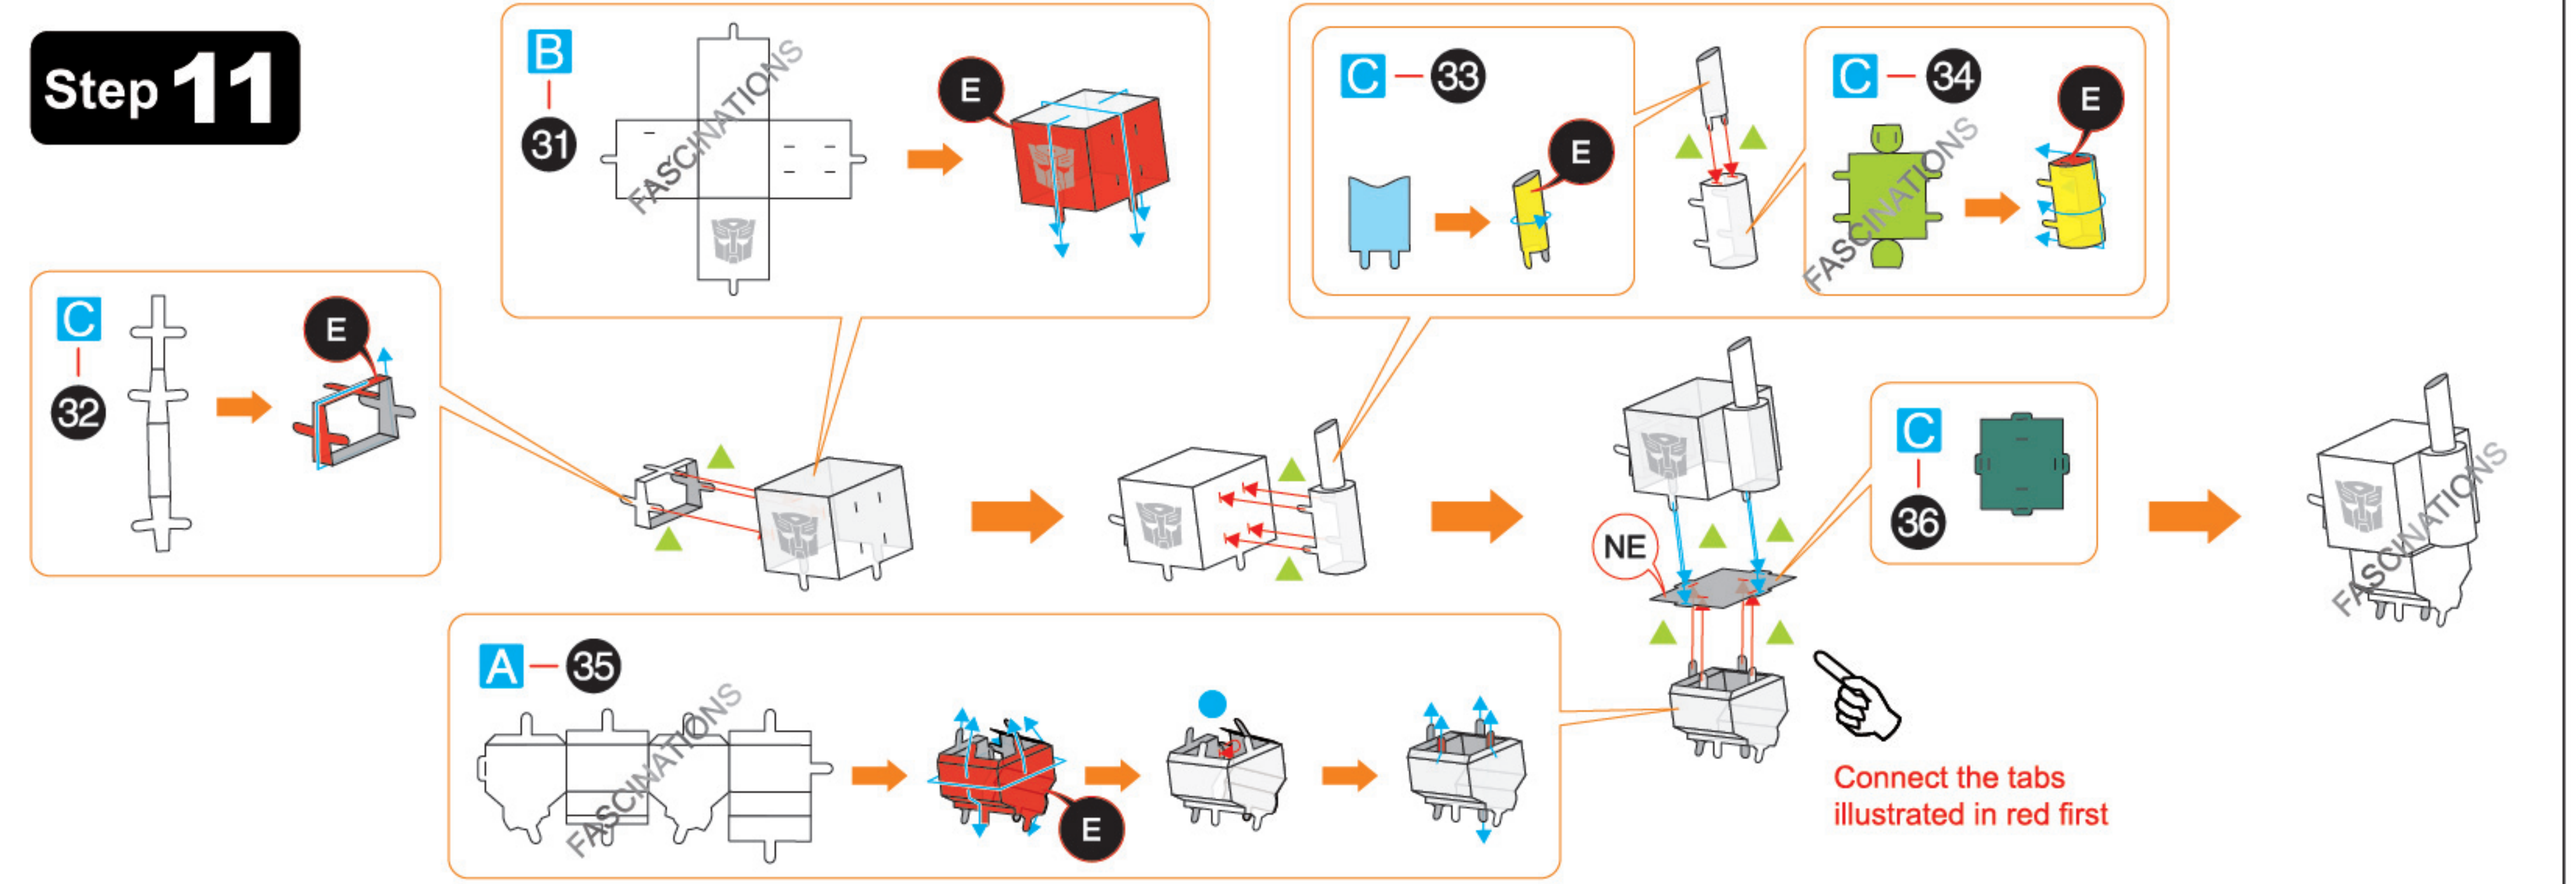 Step 11
B
31
FASCINATIONS
E
C
33
E
C
34
FASCINATIONS
E
C
32
E
C
36
NE
FASCINATIONS
A
35
FASCINATIONS
E
Connect the tabs
illustrated in red first